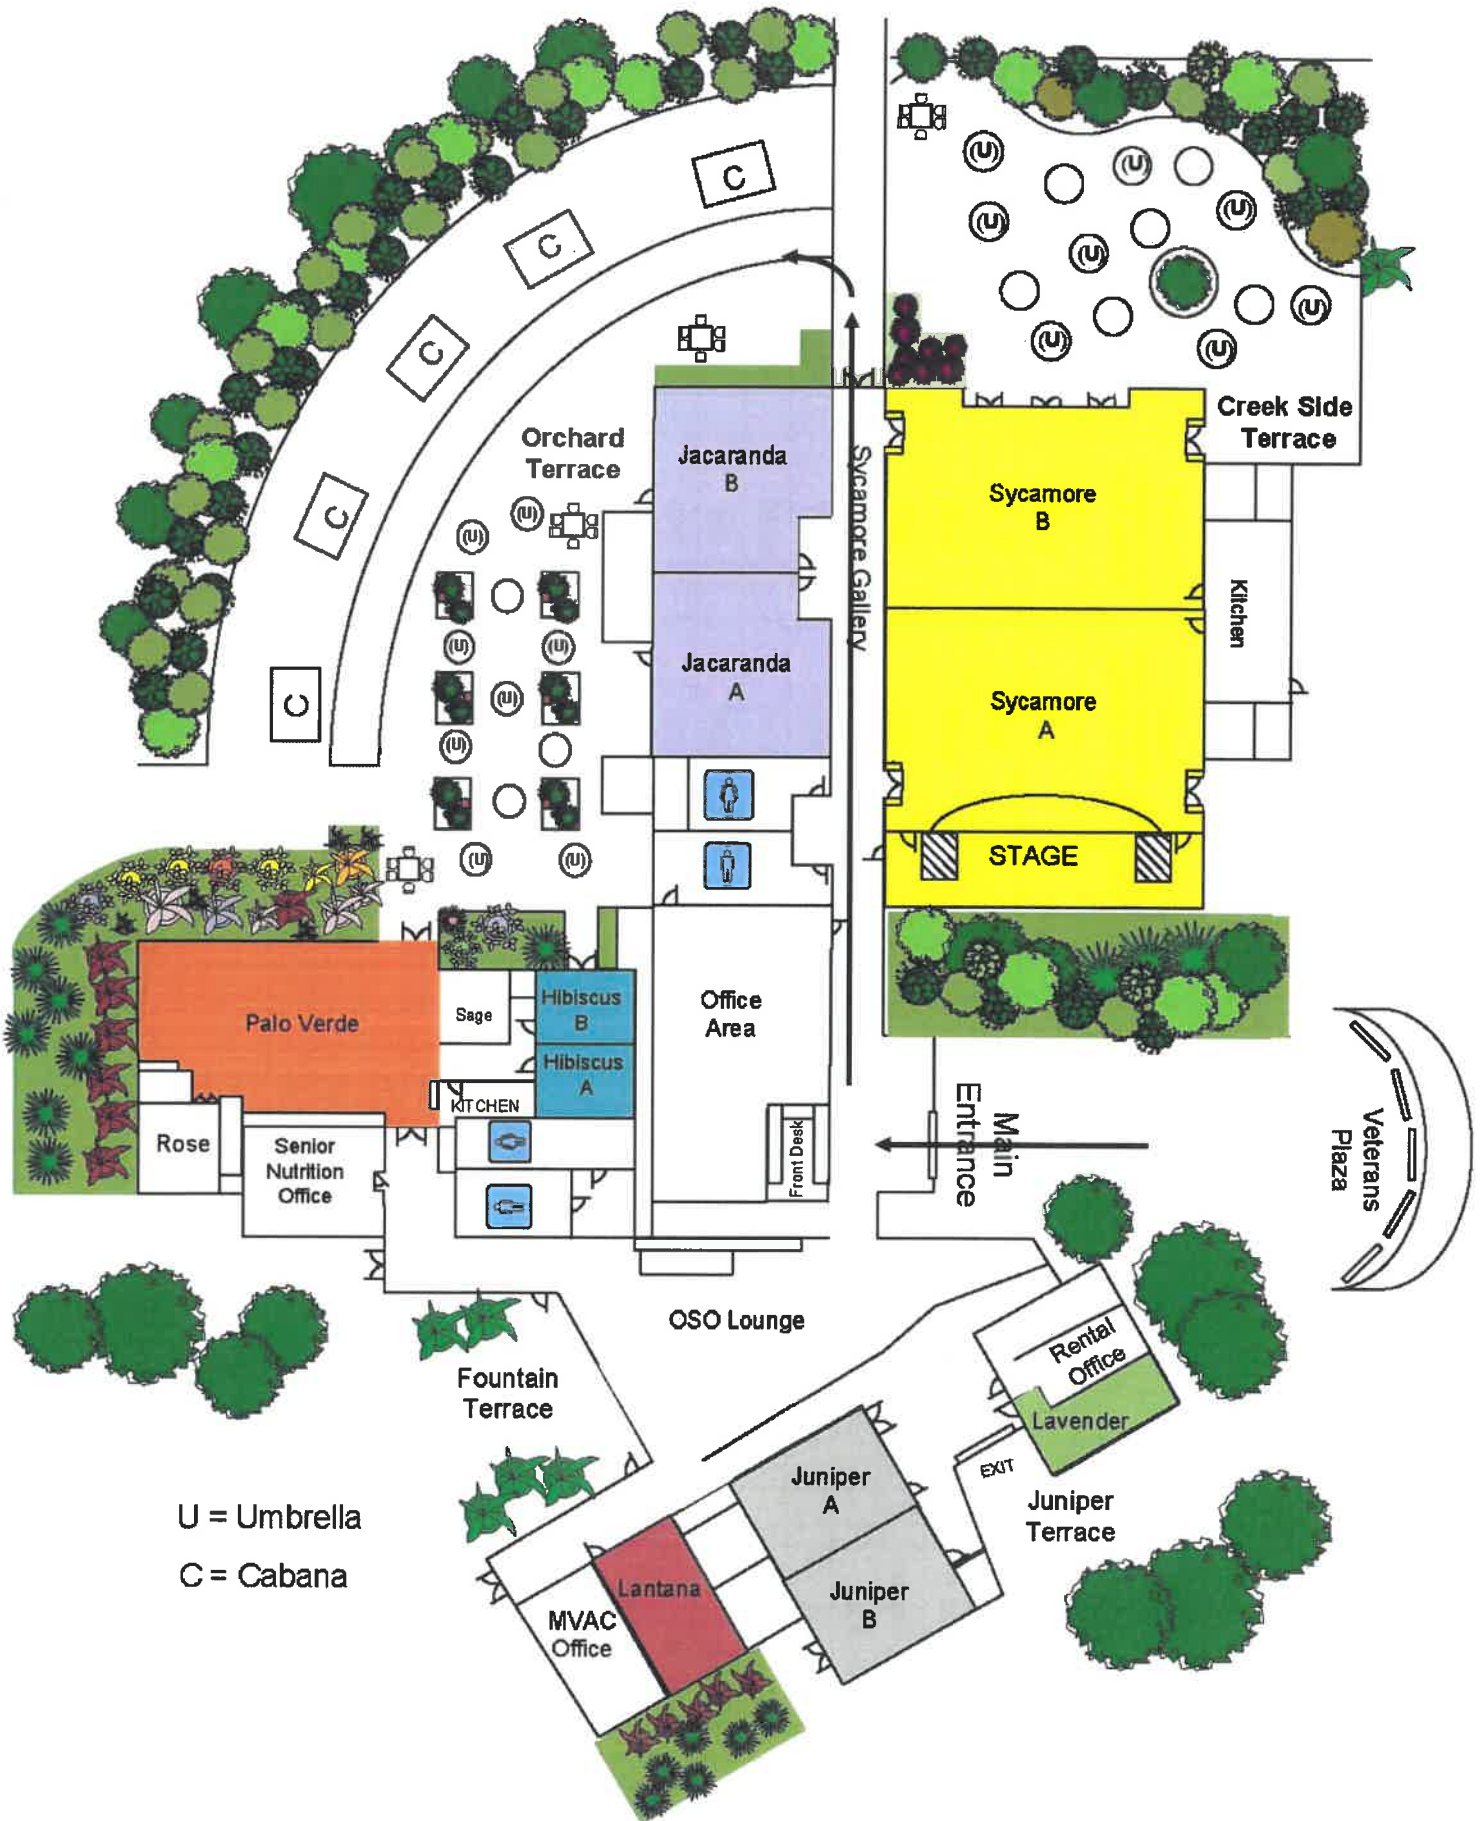 C
C
C
C
C
C
(U)
(U)
(U)
(U)
(U)
(U)
(U)
(U)
Creek SIde
Terrace
Orchard
Terrace
Jacaranda
B
Sycamore Gallery
Sycamore
B
(U)
(U)
Kitchen
(U)
(U)
Jacaranda
A
Sycamore
A
(U)
(U)
(U)
(U)
STAGE
Palo Verde
Sage
Hibiscus
B
Hibiscus
A
Office
Area
KITCHEN
Rose
Senior
Nutrition
Office
Front Desk
Main
Entrance
Veterans
Plaza
OSO Lounge
Rental
Office
Lavender
Fountain
Terrace
EXIT
Juniper
A
Juniper
Terrace
U = Umbrella
C = Cabana
Lantana
Juniper
B
MVAC
Office